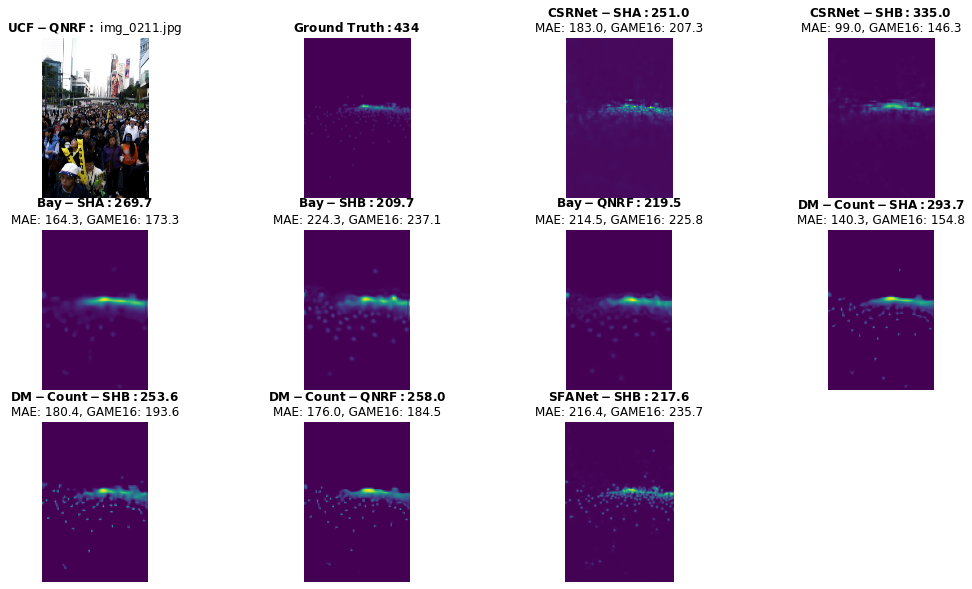 UCF − QNRF : img_0211.jpg
Ground Truth : 434
CSRNet − SHA : 251.0
MAE: 183.0, GAME16: 207.3
CSRNet − SHB : 335.0
MAE: 99.0, GAME16: 146.3
Bay − SHA : 269.7
MAE: 164.3, GAME16: 173.3
Bay − SHB : 209.7
MAE: 224.3, GAME16: 237.1
Bay − QNRF : 219.5
MAE: 214.5, GAME16: 225.8
DM − Count − SHA : 293.7
MAE: 140.3, GAME16: 154.8
DM − Count − SHB : 253.6
MAE: 180.4, GAME16: 193.6
DM − Count − QNRF : 258.0
MAE: 176.0, GAME16: 184.5
SFANet − SHB : 217.6
MAE: 216.4, GAME16: 235.7